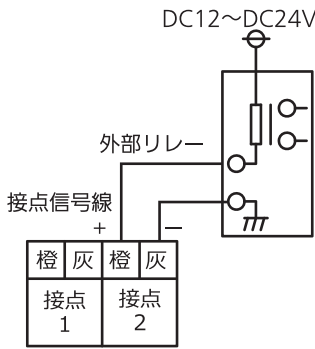 DC12～DC24V
外部リレー
接点信号線
+ −
橙 灰 橙 灰
接点 接点
1 2